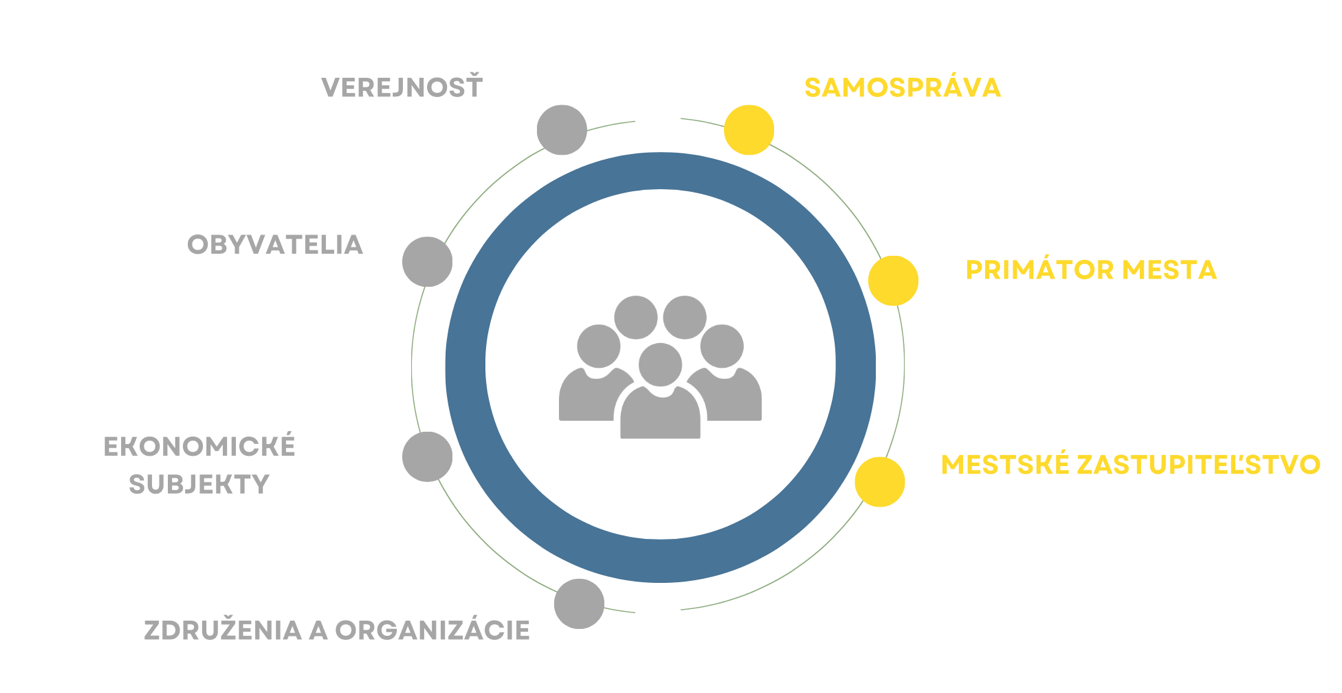 VEREJNOSŤ
SAMOSPRÁVA
OBYVATELIA
PRIMÁTOR MESTA
EKONOMICKÉ
SUBJEKTY
MESTSKÉ ZASTUPITEĽSTVO
ZDRUŽENIA A ORGANIZÁCIE